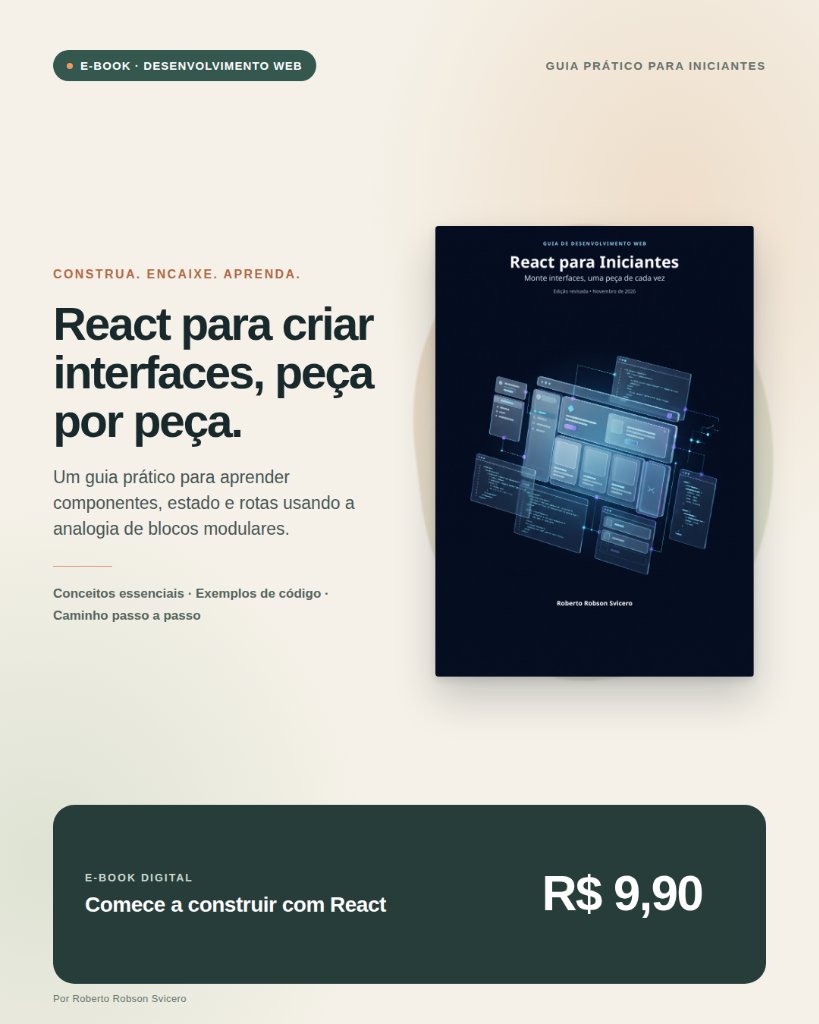 E-BOOK · DESENVOLVIMENTO WEB
GUIA PRÁTICO PARA INICIANTES
CONSTRUA. ENCAIXE. APRENDA.
React para criar
interfaces, peça
por peça.
Um guia prático para aprender
componentes, estado e rotas usando a
analogia de blocos modulares.
Conceitos essenciais · Exemplos de código ·
Caminho passo a passo
GUIA DE DESENVOLVIMENTO WEB
React para Iniciantes
Monte interfaces, uma peça de cada vez
Edição revisada • Novembro de 2025
Roberto Robson Svicero
E-BOOK DIGITAL
Comece a construir com React
R$ 9,90
Por Roberto Robson Svicero